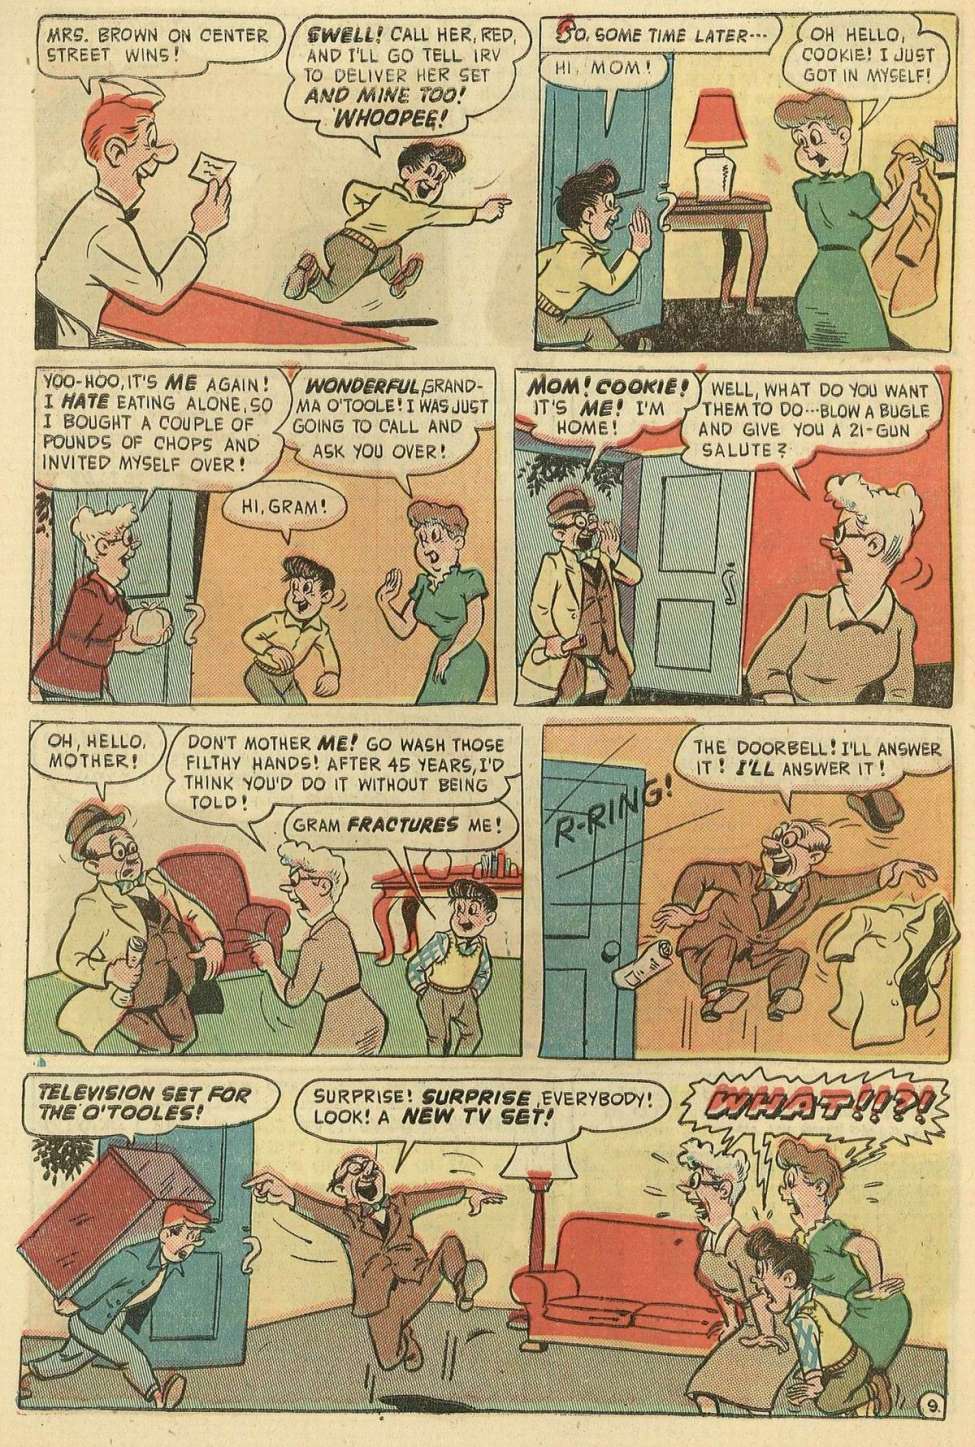 MRS. BROWN ON CENTER
STREET WINS!
SWELL! CALL HER, RED,
AND I'LL GO TELL IRV
TO DELIVER HER SET
AND MINE TOO!
WHOOPEE!
SO, SOME TIME LATER---
HI, MOM!
OH HELLO,
COOKIE! I JUST
GOT IN MYSELF!
YOO-HOO, IT'S ME AGAIN!
I HATE EATING ALONE, SO
I BOUGHT A COUPLE OF
POUNDS OF CHOPS AND
INVITED MYSELF OVER!
HI, GRAM!
WONDERFUL, GRAND-
MA O'TOOLE! I WAS JUST
GOING TO CALL AND
ASK YOU OVER!
MOM! COOKIE!
IT'S ME! I'M
HOME!
WELL, WHAT DO YOU WANT
THEM TO DO---BLOW A BUGLE
AND GIVE YOU A 21-GUN
SALUTE?
OH, HELLO,
MOTHER!
DON'T MOTHER ME! GO WASH THOSE
FILTHY HANDS! AFTER 45 YEARS, I'D
THINK YOU'D DO IT WITHOUT BEING
TOLD!
GRAM FRACTURES ME!
R-RING!
THE DOORBELL! I'LL ANSWER
IT! I'LL ANSWER IT!
TELEVISION SET FOR
THE O'TOOLES!
SURPRISE! SURPRISE, EVERYBODY!
LOOK! A NEW TV SET!
WHAT!!?!
9.